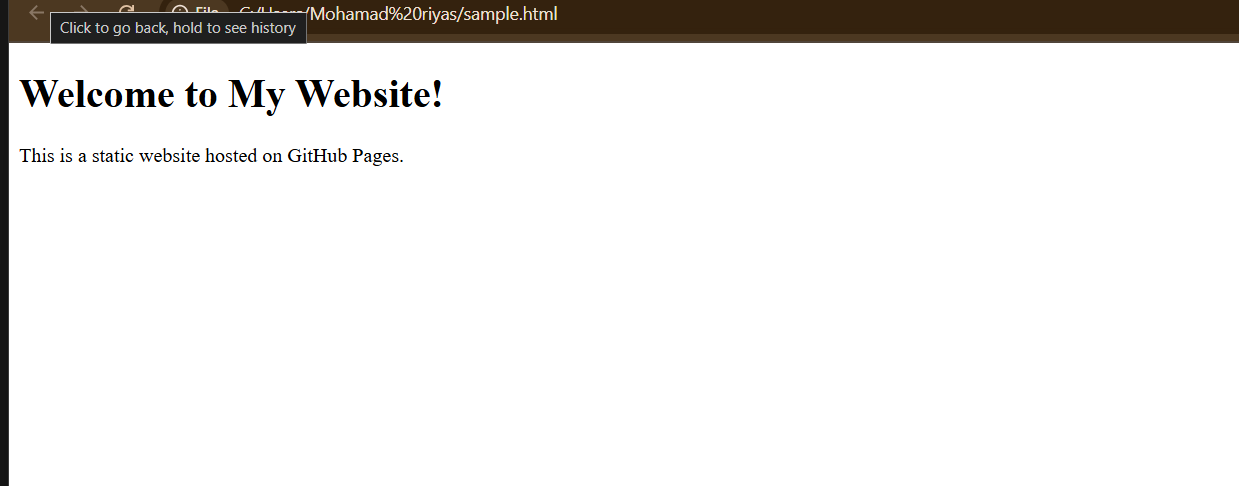 File C:/Users/Mohamad%20riyas/sample.html
Click to go back, hold to see history
Welcome to My Website!
This is a static website hosted on GitHub Pages.